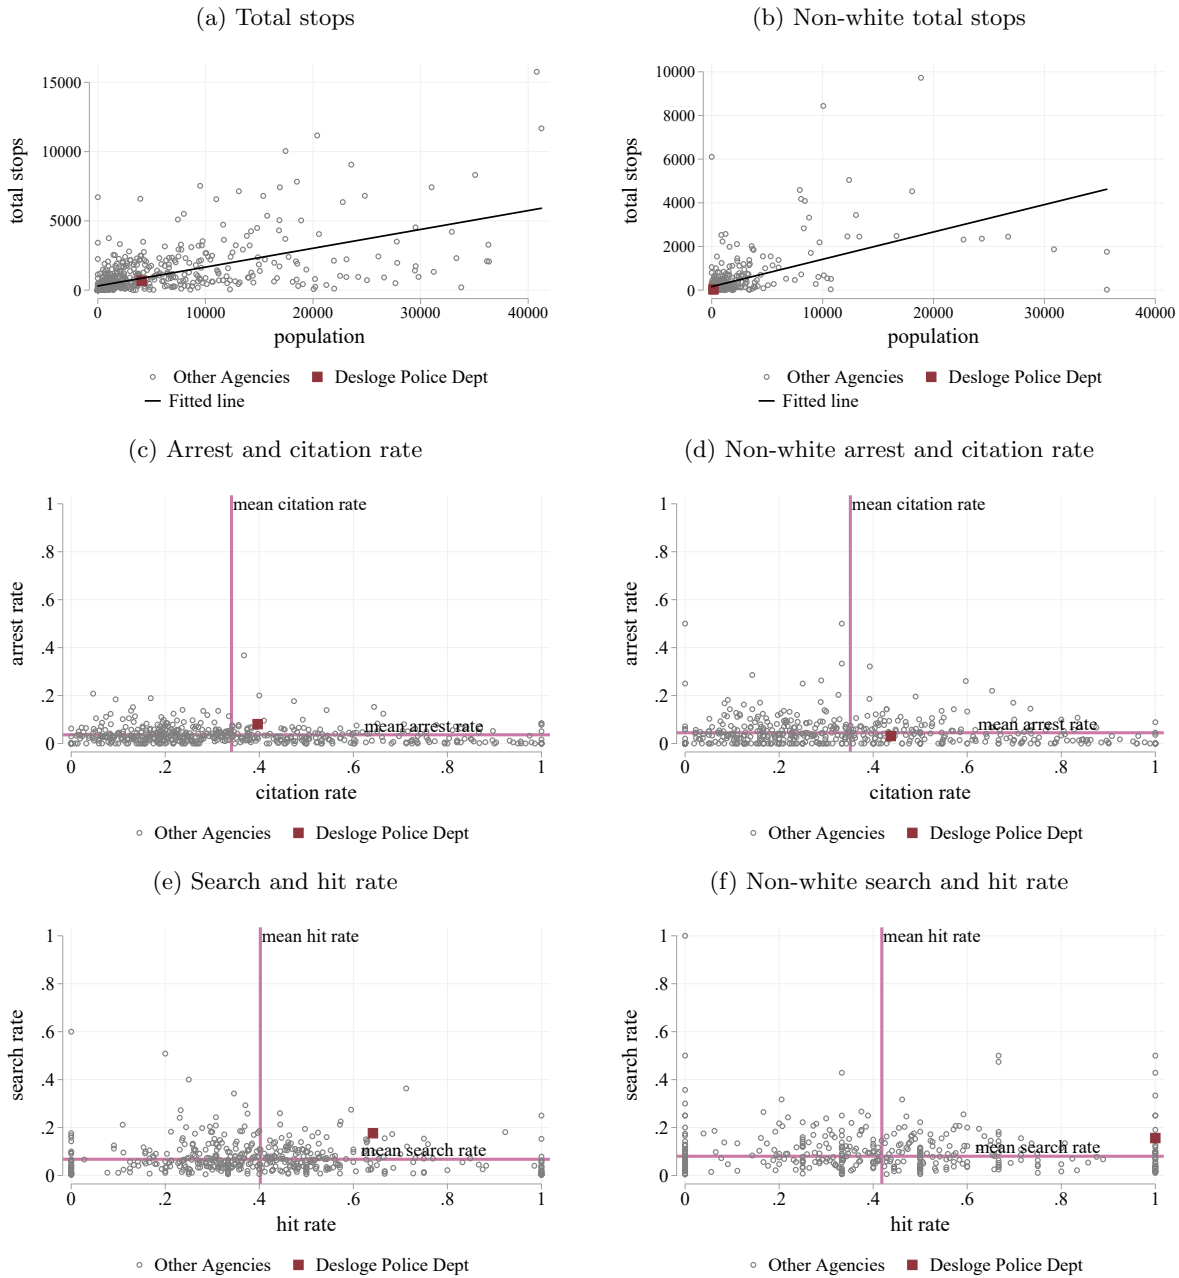 (a) Total stops
(b) Non-white total stops
total stops
15000
10000
5000
0
0 10000 20000 30000 40000
population
Other Agencies Desloge Police Dept
Fitted line
total stops
10000
8000
6000
4000
2000
0
0 10000 20000 30000 40000
population
Other Agencies Desloge Police Dept
Fitted line
(c) Arrest and citation rate
(d) Non-white arrest and citation rate
mean citation rate
arrest rate
1
.8
.6
.4
.2
0
mean arrest rate
0 .2 .4 .6 .8 1
citation rate
Other Agencies Desloge Police Dept
mean citation rate
arrest rate
1
.8
.6
.4
.2
0
mean arrest rate
0 .2 .4 .6 .8 1
citation rate
Other Agencies Desloge Police Dept
(e) Search and hit rate
(f) Non-white search and hit rate
mean hit rate
search rate
1
.8
.6
.4
.2
0
mean search rate
0 .2 .4 .6 .8 1
hit rate
Other Agencies Desloge Police Dept
mean hit rate
search rate
1
.8
.6
.4
.2
0
mean search rate
0 .2 .4 .6 .8 1
hit rate
Other Agencies Desloge Police Dept